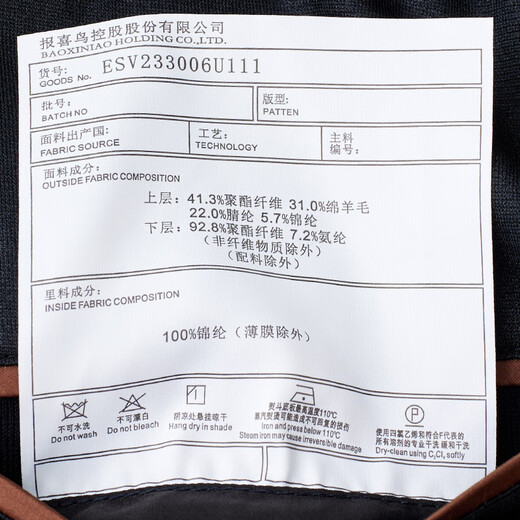 报喜鸟控股股份有限公司
BAOXINIAO HOLDING CO.,LTD.
货号: ESV233006U111
GOODS No.
批号: 版型:
BATCH NO PATTEN
面料出产国: 工艺: 主料
FABRIC SOURCE TECHNOLOGY 编号:
面料成分:
OUTSIDE FABRIC COMPOSITION
上层: 41.3%聚酯纤维 31.0%绵羊毛
22.0%腈纶 5.7%锦纶
下层: 92.8%聚酯纤维 7.2%氨纶
(非纤维物质除外)
(配料除外)
里料成分:
INSIDE FABRIC COMPOSITION
100%锦纶 (薄膜除外)
不可水洗
Do not wash
不可漂白
Do not bleach
阴凉处悬挂晾干
Hang dry in shade
熨斗底板最高温度110℃
蒸汽熨烫可能造成不可回复的损伤
Iron and press below 110℃
Steam iron may cause irreversible damage
P
使用四氯乙烯和符合F代表的
所有溶剂的专业干洗 缓和干洗
Dry-clean using C2Cl4 softly